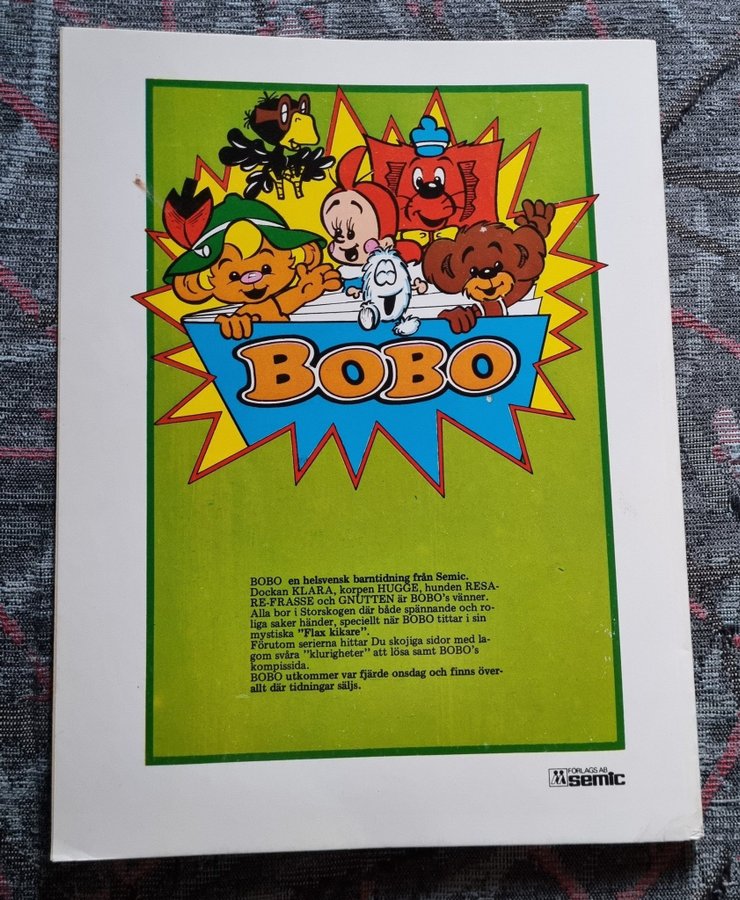 BOBO
BOBO en helsvensk barntidning från Semic.
Dockan KLARA, korpen HUGGE, hunden RESA-
RE-FRASSE och GNUTTEN är BOBO's vänner.
Alla bor i Storskogen där både spännande och ro-
liga saker händer, speciellt när BOBO tittar i sin
mystiska "Flax kikare".
Förutom serierna hittar Du skojiga sidor med la-
gom svåra "klurigheter" att lösa samt BOBO's
kompissida.
BOBO utkommer var fjärde onsdag och finns över-
allt där tidningar säljs.
FÖRLAGS AB
semic